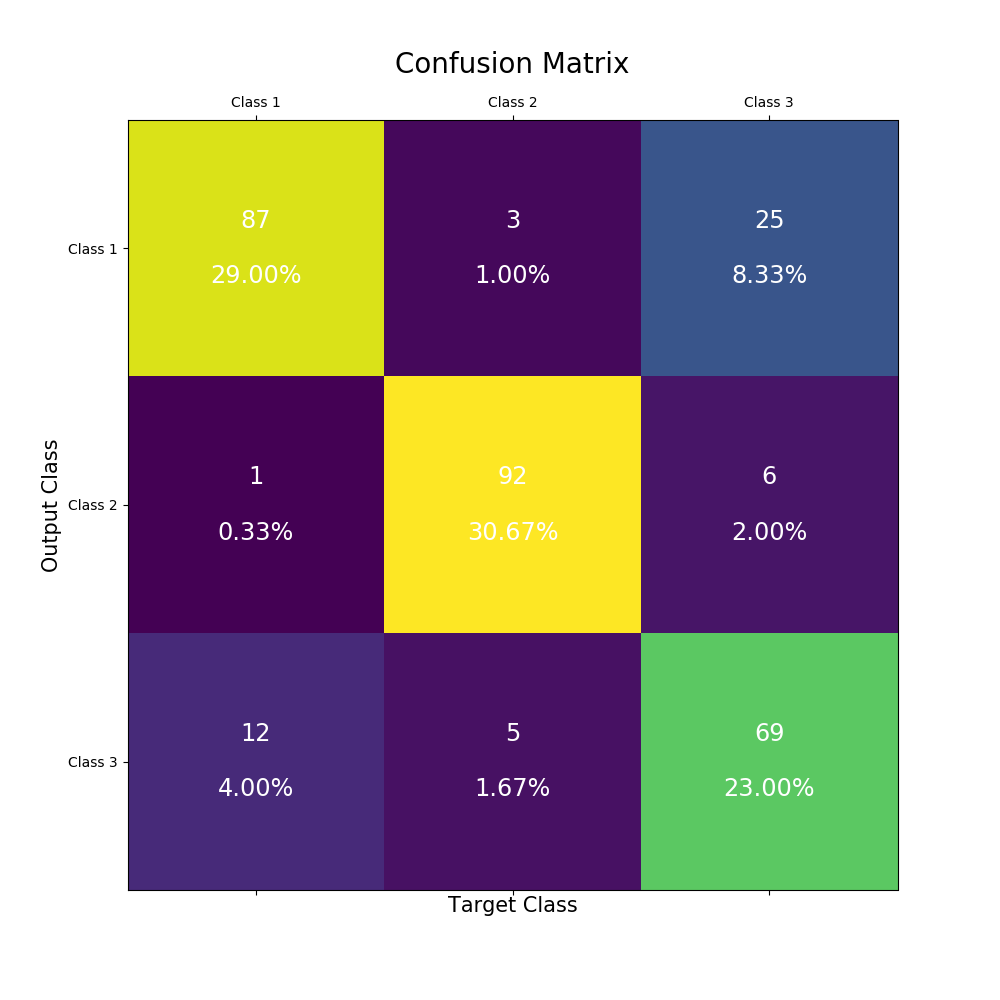 Confusion Matrix
Class 1 Class 2 Class 3
Class 1
87 3 25
29.00% 1.00% 8.33%
Output Class
Class 2
1 92 6
0.33% 30.67% 2.00%
Class 3
12 5 69
4.00% 1.67% 23.00%
Target Class